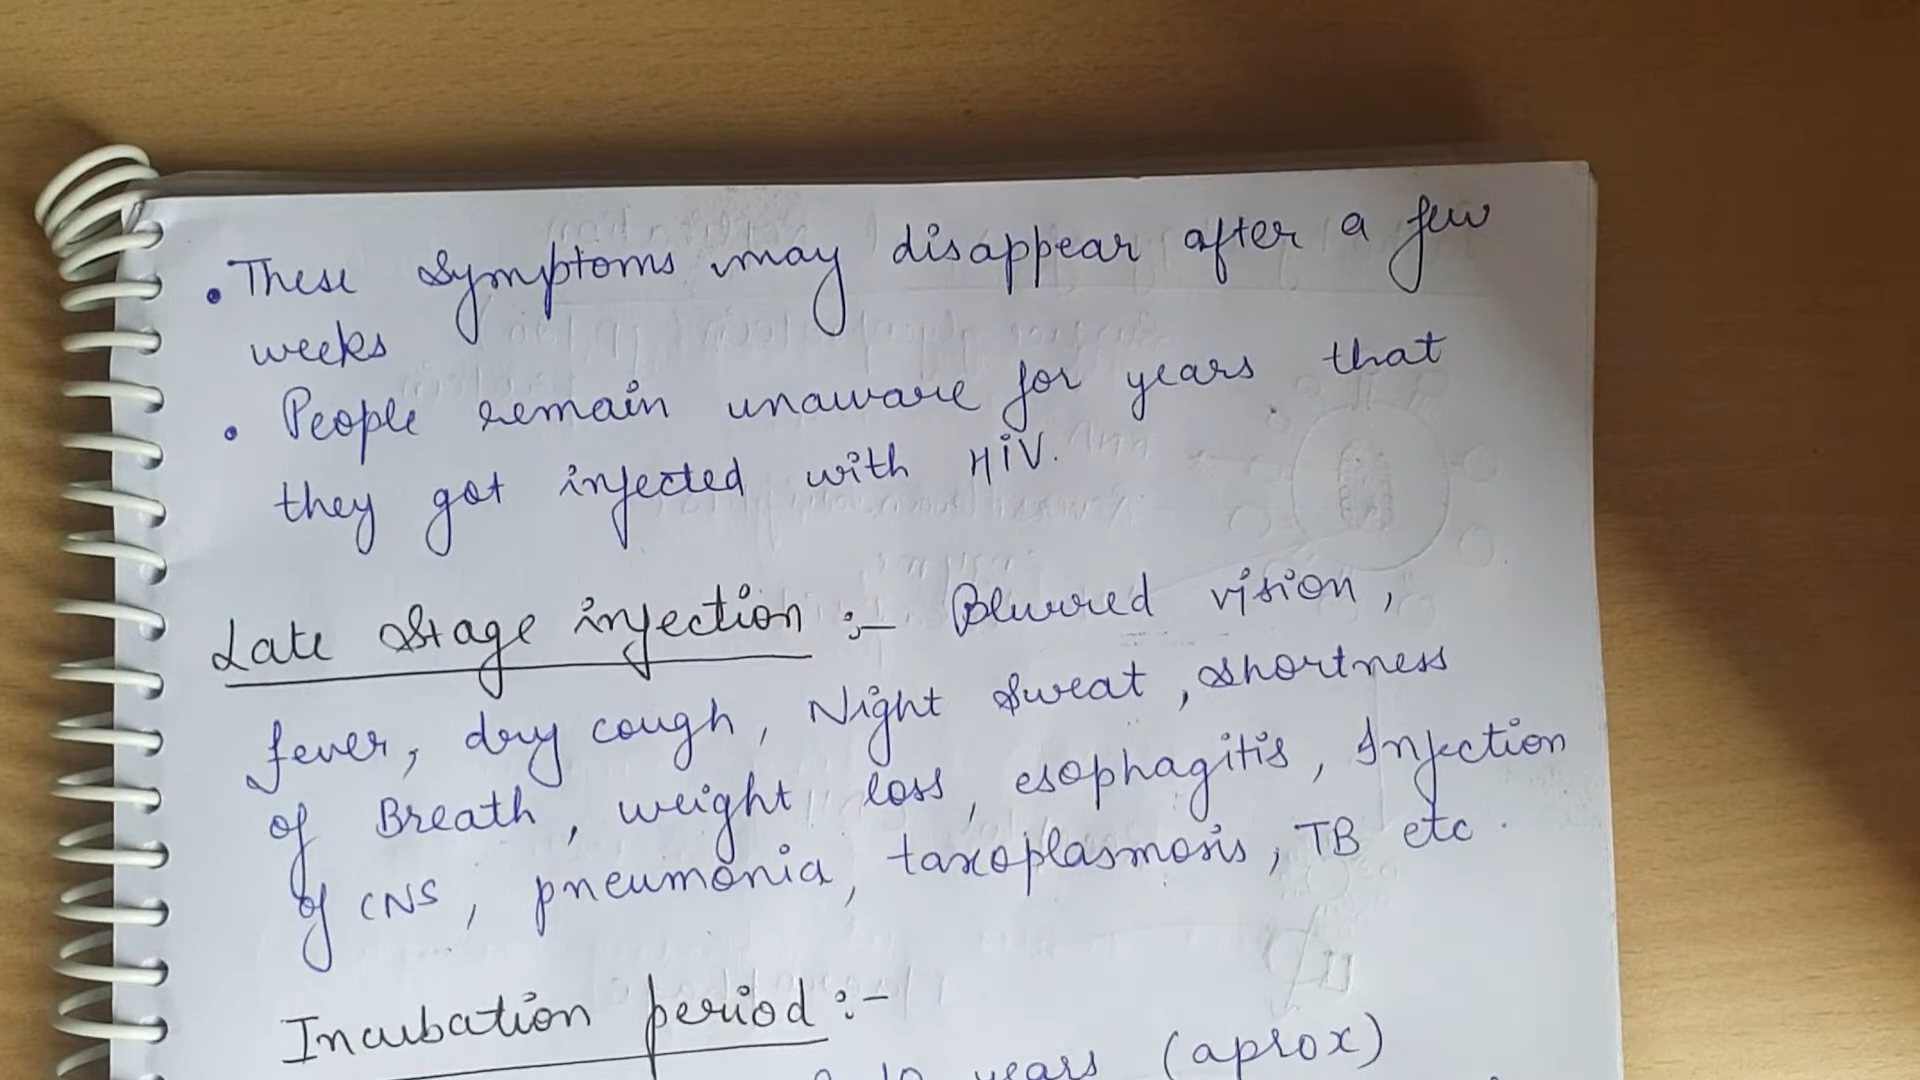 • These symptoms may disappear after a few
weeks
• People remain unaware for years that
they got infected with HIV.
Late Stage infection :- Blurred vision,
fever, dry cough, Night sweat, shortness
of Breath, weight loss, esophagitis, Infection
of CNS, pneumonia, taxoplasmosis, TB etc.
Incubation period :-
10 years (aprox)